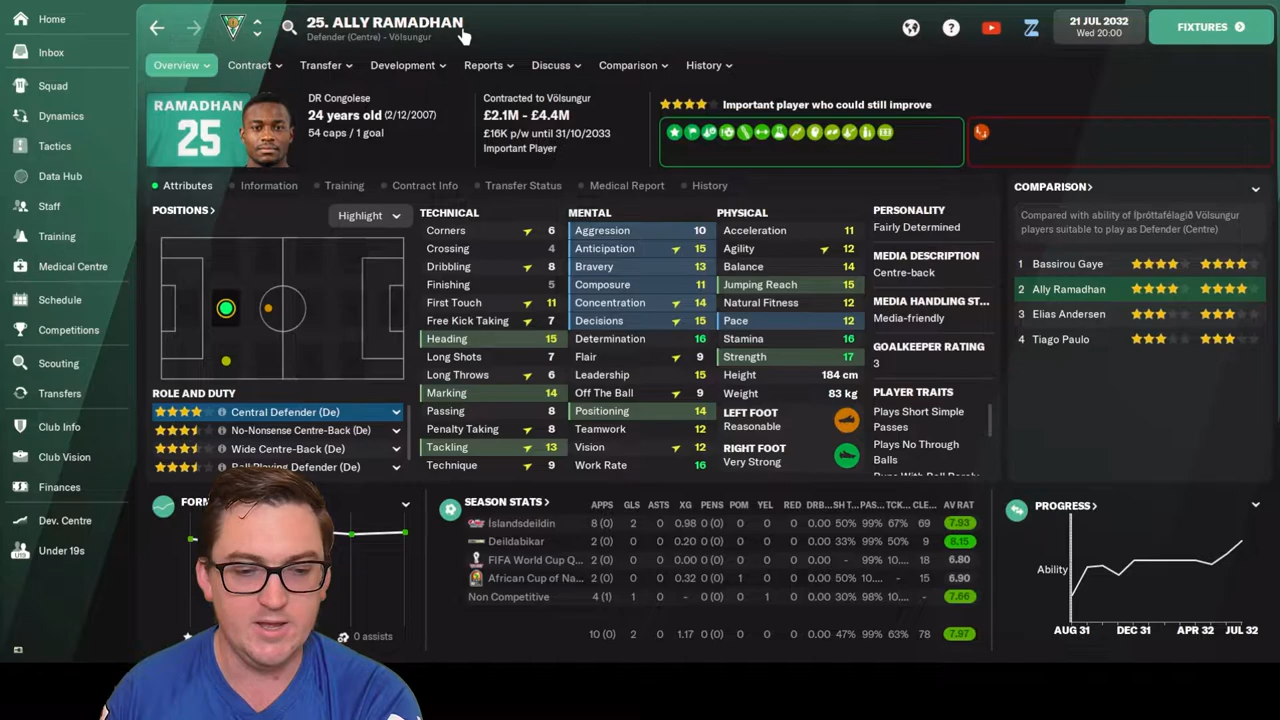 Home
Inbox
Squad
Dynamics
Tactics
Data Hub
Staff
Training
Medical Centre
Schedule
Competitions
Scouting
Transfers
Club Info
Club Vision
Finances
Dev. Centre
Under 19s
25. ALLY RAMADHAN
Defender (Centre) - Völsungur
21 JUL 2032
Wed 20:00
FIXTURES
Overview
Contract
Transfer
Development
Reports
Discuss
Comparison
History
RAMADHAN
25
DR Congolese
24 years old (2/12/2007)
54 caps / 1 goal
Contracted to Völsungur
£2.1M - £4.4M
£16K p/w until 31/10/2033
Important Player
Important player who could still improve
Attributes
Information
Training
Contract Info
Transfer Status
Medical Report
History
POSITIONS>
Highlight
ROLE AND DUTY
Central Defender (De)
No-Nonsense Centre-Back (De)
Wide Centre-Back (De)
Ball Playing Defender (De)
TECHNICAL
Corners 6
Crossing 4
Dribbling 8
Finishing 5
First Touch 11
Free Kick Taking 7
Heading 15
Long Shots 7
Long Throws 6
Marking 14
Passing 8
Penalty Taking 8
Tackling 13
Technique 9
MENTAL
Aggression 10
Anticipation 15
Bravery 13
Composure 11
Concentration 14
Decisions 15
Determination 16
Flair 9
Leadership 15
Off The Ball 9
Positioning 14
Teamwork 12
Vision 12
Work Rate 16
PHYSICAL
Acceleration 11
Agility 12
Balance 14
Jumping Reach 15
Natural Fitness 12
Pace 12
Stamina 16
Strength 17
Height 184 cm
Weight 83 kg
LEFT FOOT
Reasonable
RIGHT FOOT
Very Strong
PERSONALITY
Fairly Determined
MEDIA DESCRIPTION
Centre-back
MEDIA HANDLING ST...
Media-friendly
GOALKEEPER RATING
3
PLAYER TRAITS
Plays Short Simple
Passes
Plays No Through
Balls
Runs With Ball Rarely
COMPARISON>
Compared with ability of Íþróttafélagið Völsungur
players suitable to play as Defender (Centre)
1 Bassirou Gaye
2 Ally Ramadhan
3 Elias Andersen
4 Tiago Paulo
FORM
0 assists
SEASON STATS>
APPS GLS ASTS XG PENS POM YEL RED DRB... SH T... PAS... TCK... CLE... AV RAT
Íslandsdeildin 8 (0) 2 0 0.98 0 (0) 0 0 0 0.00 50% 99% 67% 69 7.93
Deildabikar 2 (0) 0 0 0.20 0 (0) 0 0 0 0.00 33% 99% 50% 9 8.15
FIFA World Cup Q... 2 (0) 0 0 0.00 0 (0) 0 0 0 0.00 - 99% 10.... 18 6.80
African Cup of Na... 2 (0) 0 0 0.32 0 (0) 1 0 0 0.00 50% 10.... - 15 6.90
Non Competitive 4 (1) 1 0 - 0 (0) 0 1 0 0.00 30% 98% 10.... - 7.66
10 (0) 2 0 1.17 0 (0) 0 0 0 0.00 47% 99% 63% 78 7.97
PROGRESS>
Ability
AUG 31 DEC 31 APR 32 JUL 32